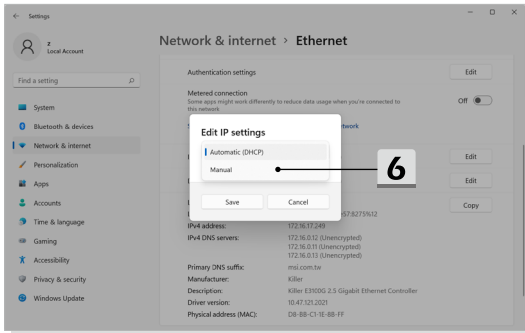 Settings
z
Local Account
Find a setting
System
Bluetooth & devices
Network & internet
Personalization
Apps
Accounts
Time & language
Gaming
Accessibility
Privacy & security
Windows Update
Network & internet > Ethernet
Authentication settings
Edit
Metered connection
Some apps might work differently to reduce data usage when you're connected to
this network
Off
Edit IP settings
Automatic (DHCP)
Manual
6
Save
Cancel
Edit
Edit
Copy
IPv4 address: 172.16.17.249
IPv4 DNS servers: 172.16.0.12 (Unencrypted)
172.16.0.11 (Unencrypted)
172.16.0.13 (Unencrypted)
Primary DNS suffix: msi.com.tw
Manufacturer: Killer
Description: Killer E3100G 2.5 Gigabit Ethernet Controller
Driver version: 10.47.121.2021
Physical address (MAC): D8-BB-C1-1E-8B-FF